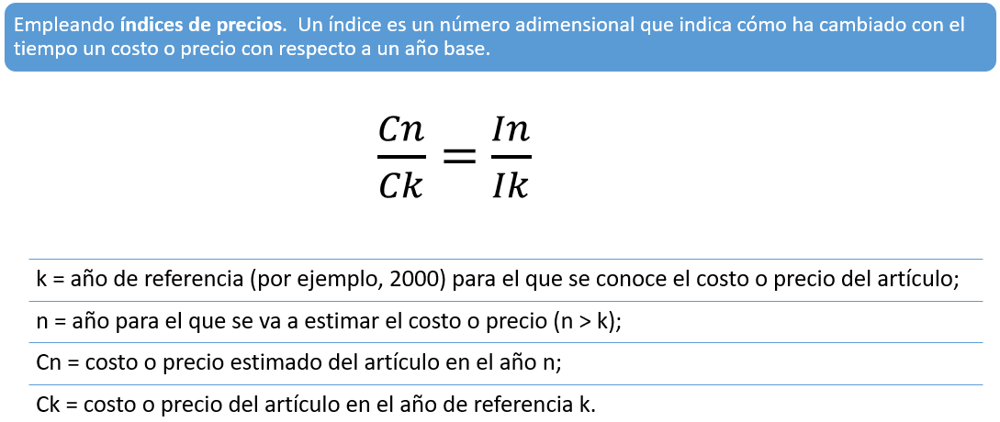 Empleando índices de precios.  Un índice es un número adimensional que indica cómo ha cambiado con el
tiempo un costo o precio con respecto a un año base.
Cn/Ck = In/Ik
k = año de referencia (por ejemplo, 2000) para el que se conoce el costo o precio del artículo;
n = año para el que se va a estimar el costo o precio (n > k);
Cn = costo o precio estimado del artículo en el año n;
Ck = costo o precio del artículo en el año de referencia k.